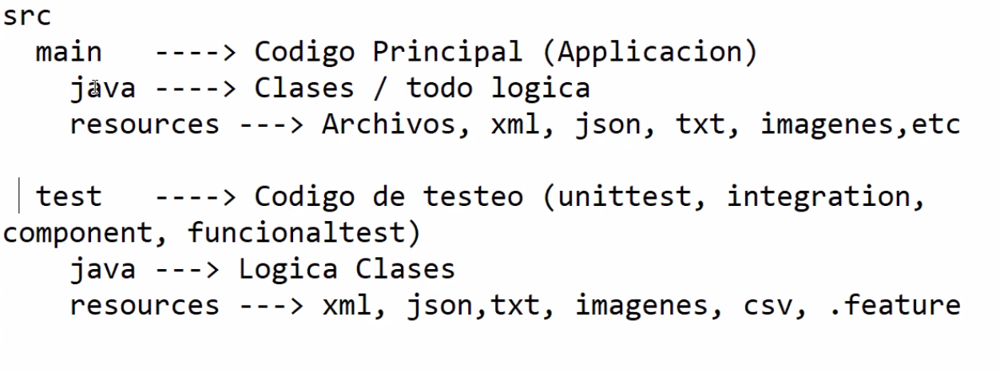 src
  main   ----> Codigo Principal (Applicacion)
    java ----> Clases / todo logica
    resources ---> Archivos, xml, json, txt, imagenes,etc
  test   ----> Codigo de testeo (unittest, integration,
component, funcionaltest)
    java ---> Logica Clases
    resources ---> xml, json,txt, imagenes, csv, .feature